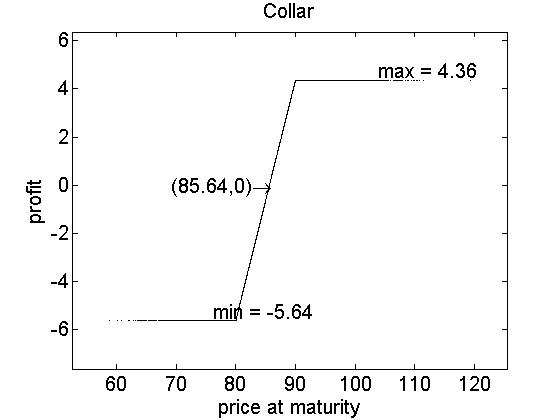 Collar
6
max = 4.36
4
2
(85.64,0)
0
profit
-2
-4
min = -5.64
-6
60 70 80 90 100 110 120
price at maturity